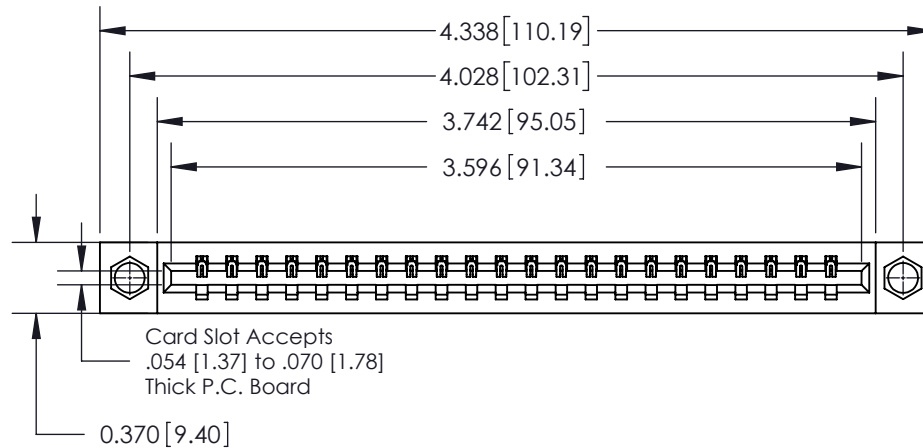 4.338 [110.19]
4.028 [102.31]
3.742 [95.05]
3.596 [91.34]
Card Slot Accepts
.054 [1.37] to .070 [1.78]
Thick P.C. Board
0.370 [9.40]